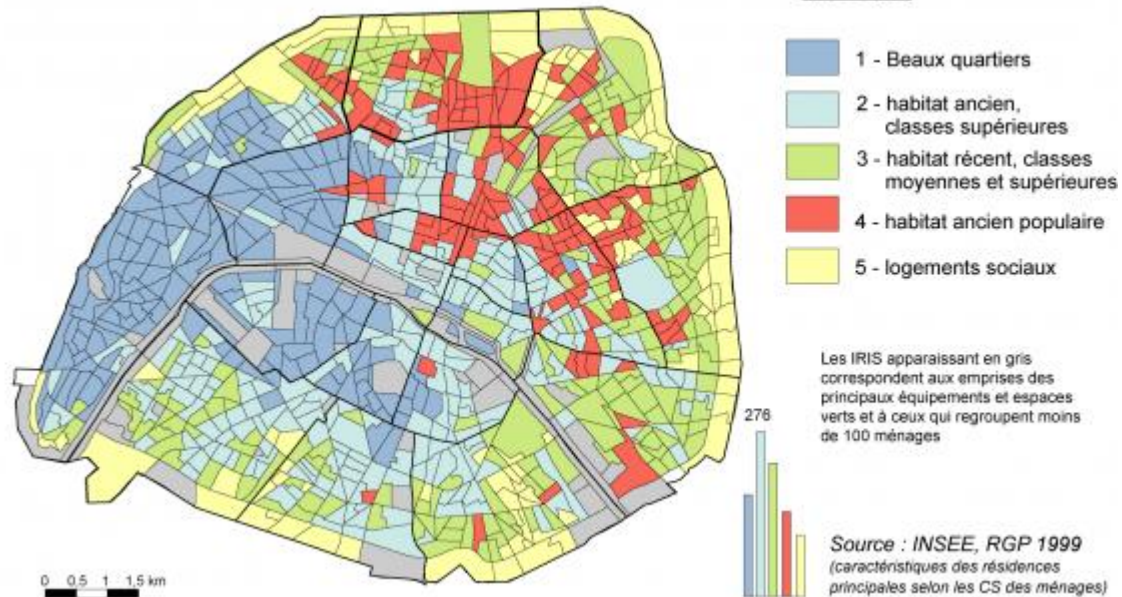 1 - Beaux quartiers
2 - habitat ancien,
classes supérieures
3 - habitat récent, classes
moyennes et supérieures
4 - habitat ancien populaire
5 - logements sociaux
Les IRIS apparaissant en gris
correspondent aux emprises des
principaux équipements et espaces
verts et à ceux qui regroupent moins
de 100 ménages
276
Source : INSEE, RGP 1999
(caractéristiques des résidences
principales selon les CS des ménages)
0 0,5 1 1,5 km